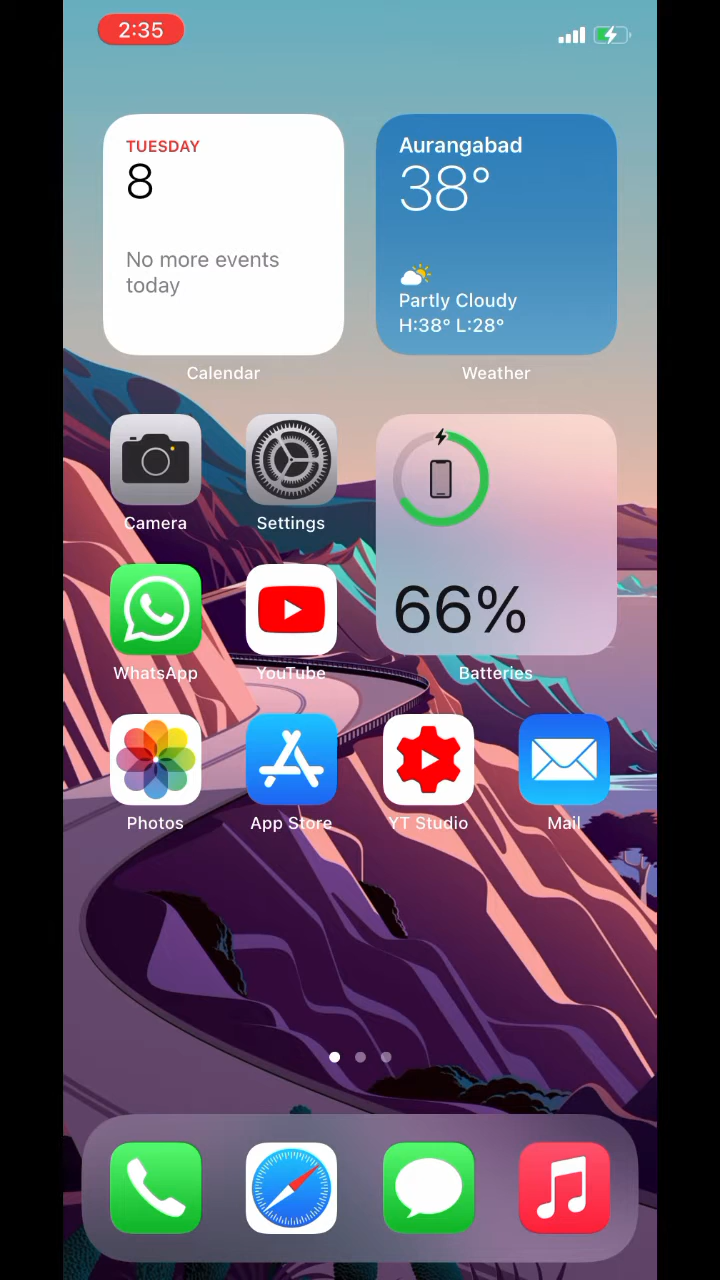 2:35
TUESDAY
8
No more events
today
Calendar
Aurangabad
38°
Partly Cloudy
H:38° L:28°
Weather
Camera
Settings
66%
Batteries
WhatsApp
YouTube
Photos
App Store
YT Studio
Mail